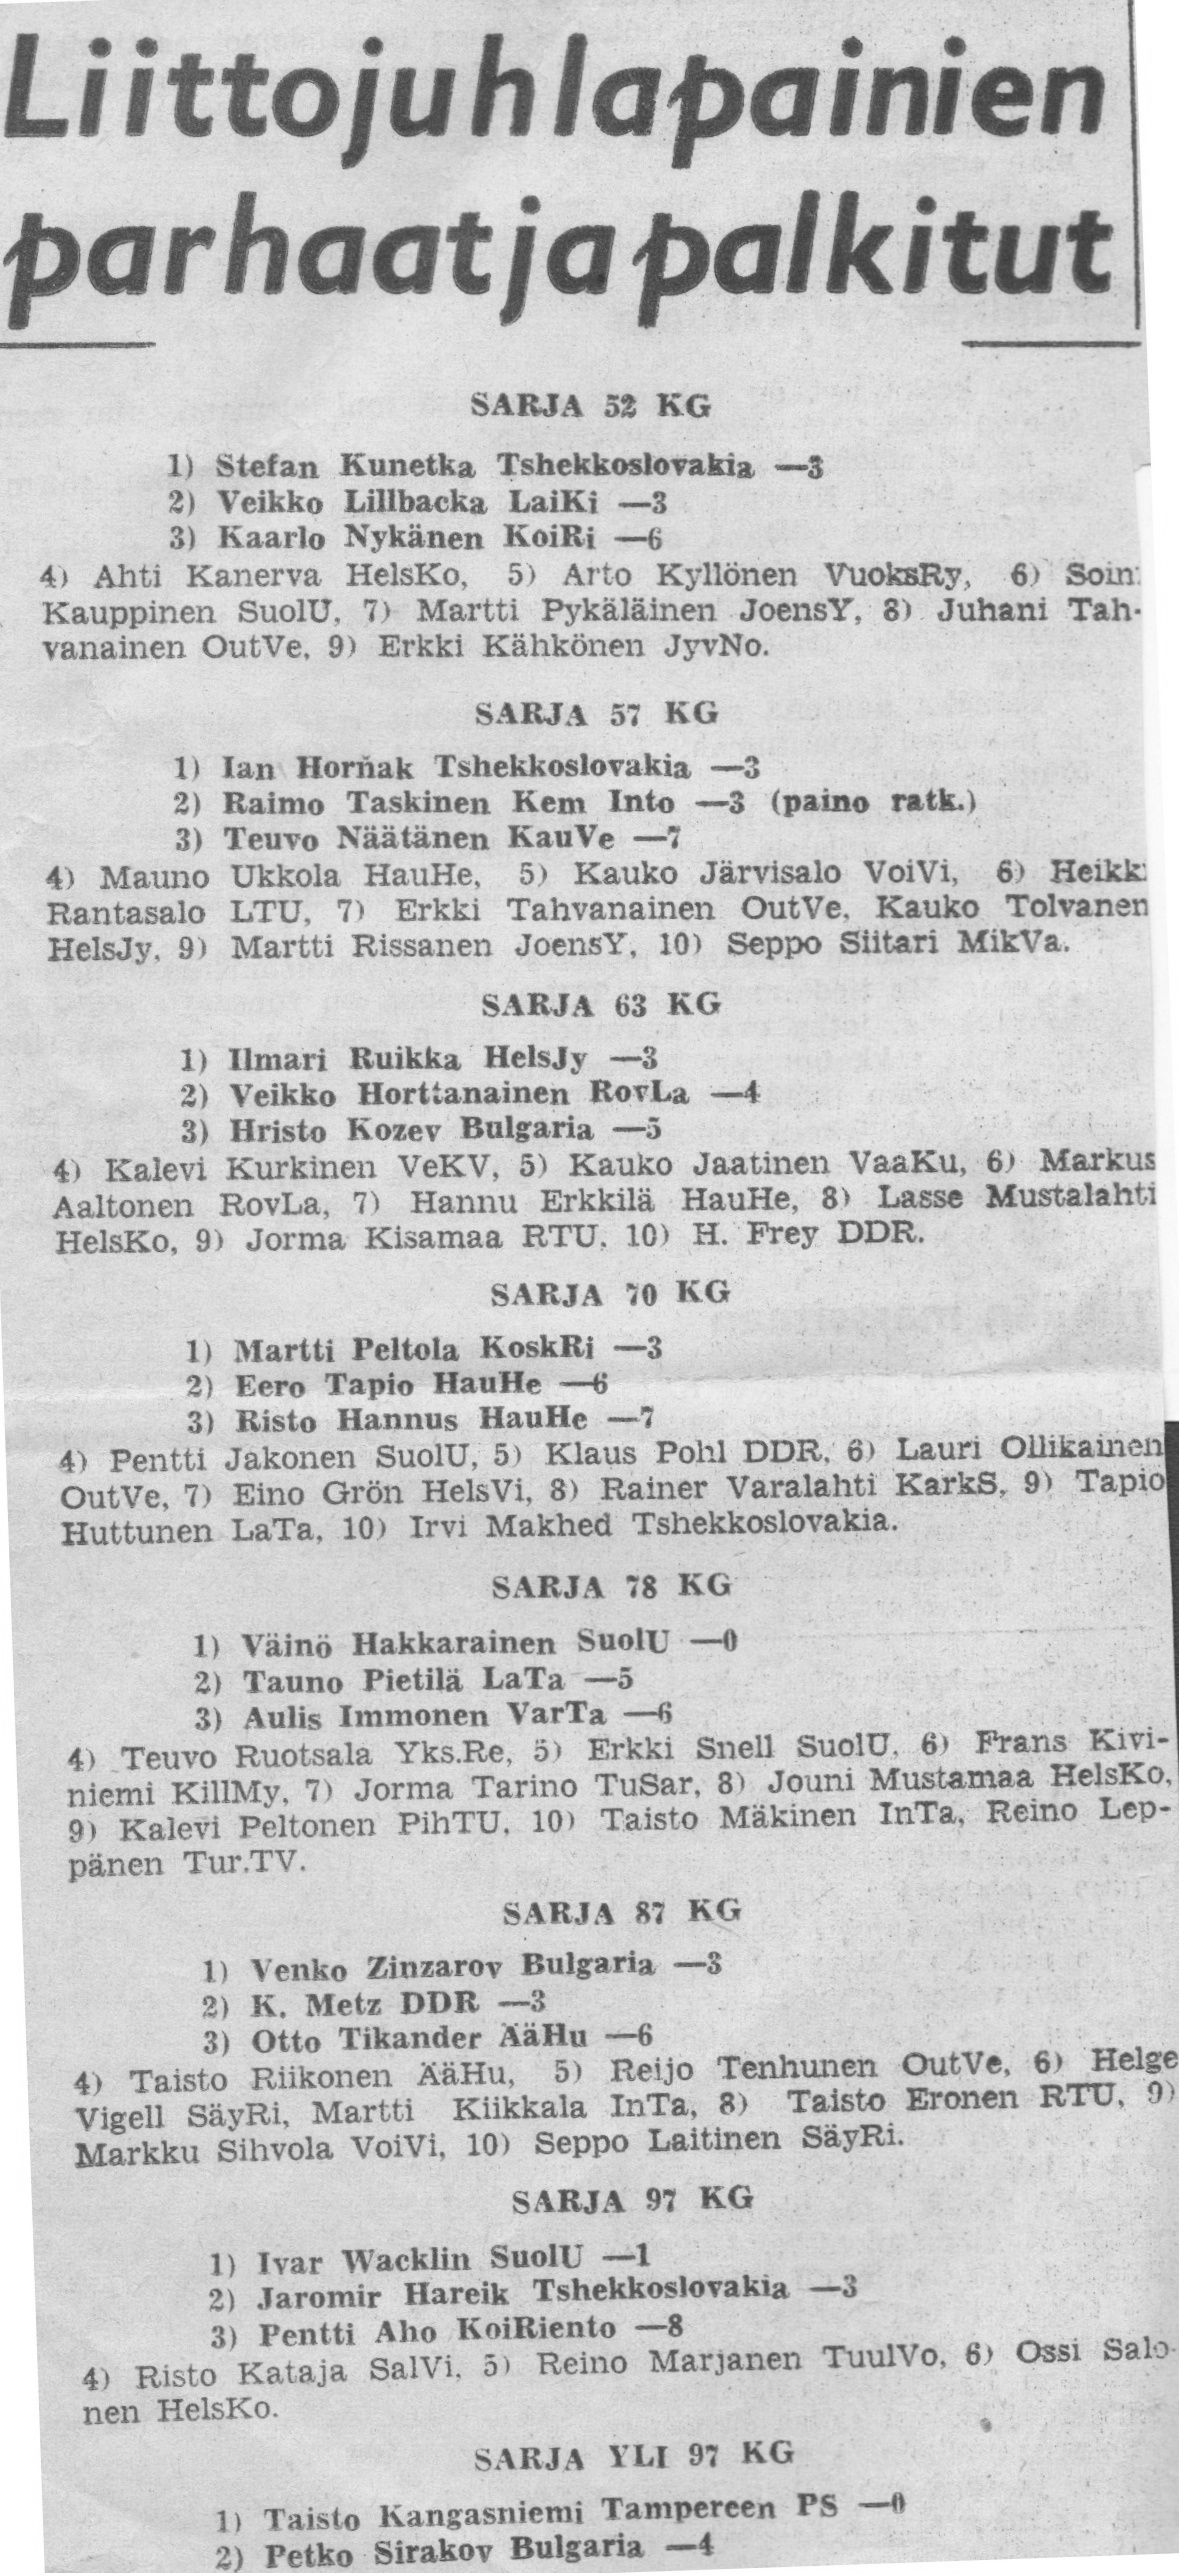 Liittojuhlapainien
parhaat ja palkitut
SARJA 52 KG
1) Stefan Kunetka Tshekkoslovakia —3
2) Veikko Lillbacka LaiKi —3
3) Kaarlo Nykänen KoiRi —6
4) Ahti Kanerva HelsKo, 5) Arto Kyllönen VuoksRy, 6) Soini
Kauppinen SuolU, 7) Martti Pykäläinen JoensY, 8) Juhani Tah-
vanainen OutVe, 9) Erkki Kähkönen JyvNo.
SARJA 57 KG
1) Ian Horňak Tshekkoslovakia —3
2) Raimo Taskinen Kem Into —3 (paino ratk.)
3) Teuvo Näätänen KauVe —7
4) Mauno Ukkola HauHe, 5) Kauko Järvisalo VoiVi, 6) Heikki
Rantasalo LTU, 7) Erkki Tahvanainen OutVe, Kauko Tolvanen
HelsJy, 9) Martti Rissanen JoensY, 10) Seppo Siitari MikVa.
SARJA 63 KG
1) Ilmari Ruikka HelsJy —3
2) Veikko Horttanainen RovLa —4
3) Hristo Kozev Bulgaria —5
4) Kalevi Kurkinen VeKV, 5) Kauko Jaatinen VaaKu, 6) Markus
Aaltonen RovLa, 7) Hannu Erkkilä HauHe, 8) Lasse Mustalahti
HelsKo, 9) Jorma Kisamaa RTU, 10) H. Frey DDR.
SARJA 70 KG
1) Martti Peltola KoskRi —3
2) Eero Tapio HauHe —6
3) Risto Hannus HauHe —7
4) Pentti Jakonen SuolU, 5) Klaus Pohl DDR, 6) Lauri Ollikainen
OutVe, 7) Eino Grön HelsVi, 8) Rainer Varalahti KarkS, 9) Tapio
Huttunen LaTa, 10) Irvi Makhed Tshekkoslovakia.
SARJA 78 KG
1) Väinö Hakkarainen SuolU —0
2) Tauno Pietilä LaTa —5
3) Aulis Immonen VarTa —6
4) Teuvo Ruotsala Yks.Re, 5) Erkki Snell SuolU, 6) Frans Kivi-
niemi KillMy, 7) Jorma Tarino TuSar, 8) Jouni Mustamaa HelsKo,
9) Kalevi Peltonen PihTU, 10) Taisto Mäkinen InTa, Reino Lep-
pänen Tur.TV.
SARJA 87 KG
1) Venko Zinzarov Bulgaria —3
2) K. Metz DDR —3
3) Otto Tikander ÄäHu —6
4) Taisto Riikonen ÄäHu, 5) Reijo Tenhunen OutVe, 6) Helge
Vigell SäyRi, Martti Kiikkala InTa, 8) Taisto Eronen RTU, 9)
Markku Sihvola VoiVi, 10) Seppo Laitinen SäyRi.
SARJA 97 KG
1) Ivar Wacklin SuolU —1
2) Jaromir Hareik Tshekkoslovakia —3
3) Pentti Aho KoiRiento —8
4) Risto Kataja SalVi, 5) Reino Marjanen TuulVo, 6) Ossi Salo-
nen HelsKo.
SARJA YLI 97 KG
1) Taisto Kangasniemi Tampereen PS —0
2) Petko Sirakov Bulgaria —4